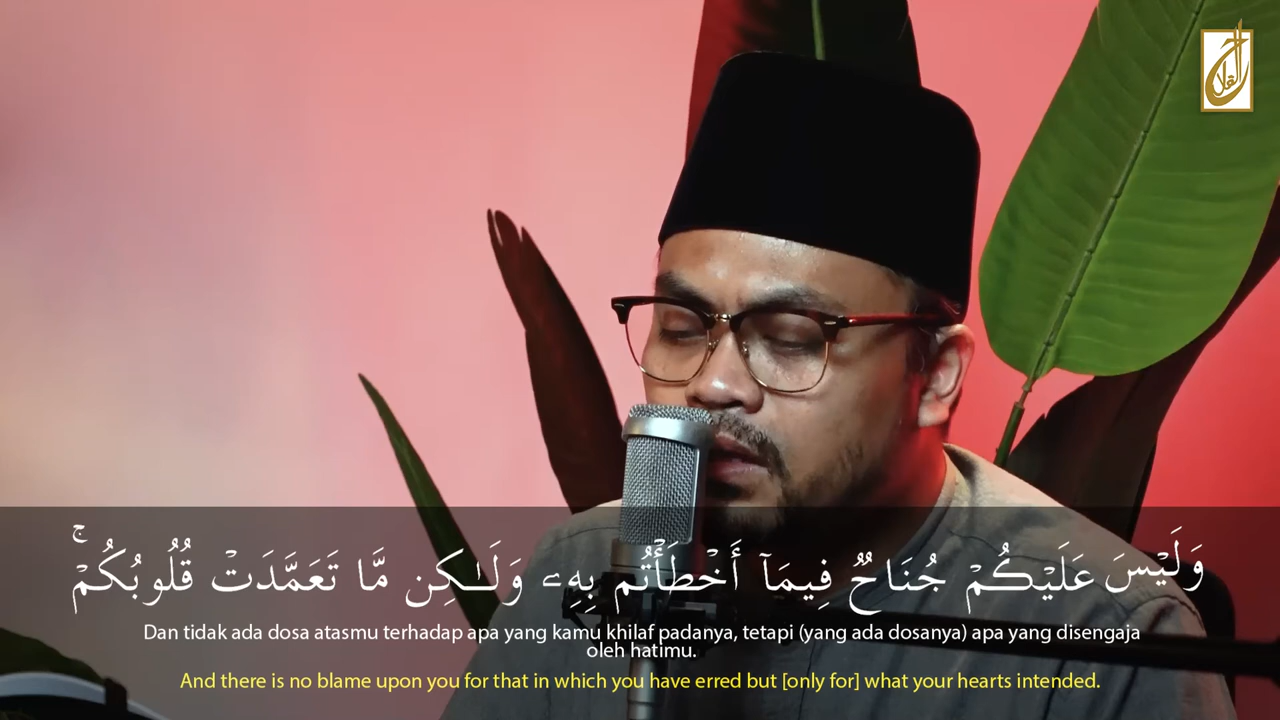 وَلَيْسَ عَلَيْكُمْ جُنَاحٌ فِيمَآ أَخْطَأْتُم بِهِۦ وَلَـٰكِن مَّا تَعَمَّدَتْ قُلُوبُكُمْ ۚ
Dan tidak ada dosa atasmu terhadap apa yang kamu khilaf padanya, tetapi (yang ada dosanya) apa yang disengaja
oleh hatimu.
And there is no blame upon you for that in which you have erred but [only for] what your hearts intended.